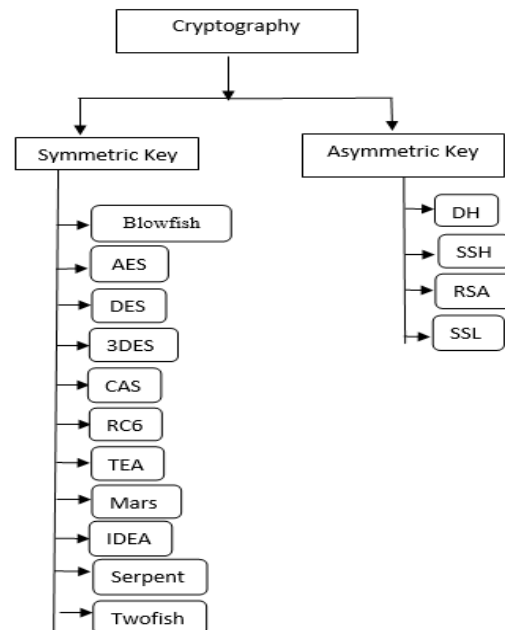 Cryptography
Symmetric Key
Asymmetric Key
Blowfish
AES
DES
3DES
CAS
RC6
TEA
Mars
IDEA
Serpent
Twofish
DH
SSH
RSA
SSL